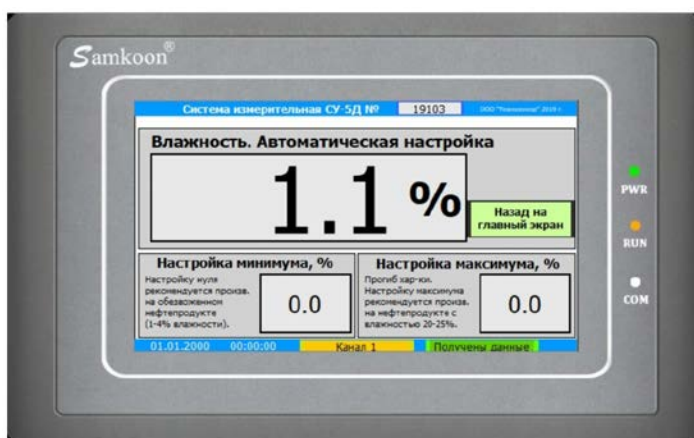 Samkoon®
Система измерительная СУ-5Д № 19103
Влажность. Автоматическая настройка
1.1 %
Назад на
главный экран
PWR
RUN
COM
Настройка минимума, %
Настройку нуля
рекомендуется произв.
на обезвоженном
нефтепродукте
(1-4% влажности).
0.0
Настройка максимума, %
Прогиб хар-ки.
Настройку максимума
рекомендуется произв.
на нефтепродукте с
влажностью 20-25%.
0.0
01.01.2000 00:00:00 Канал 1 Получены данные